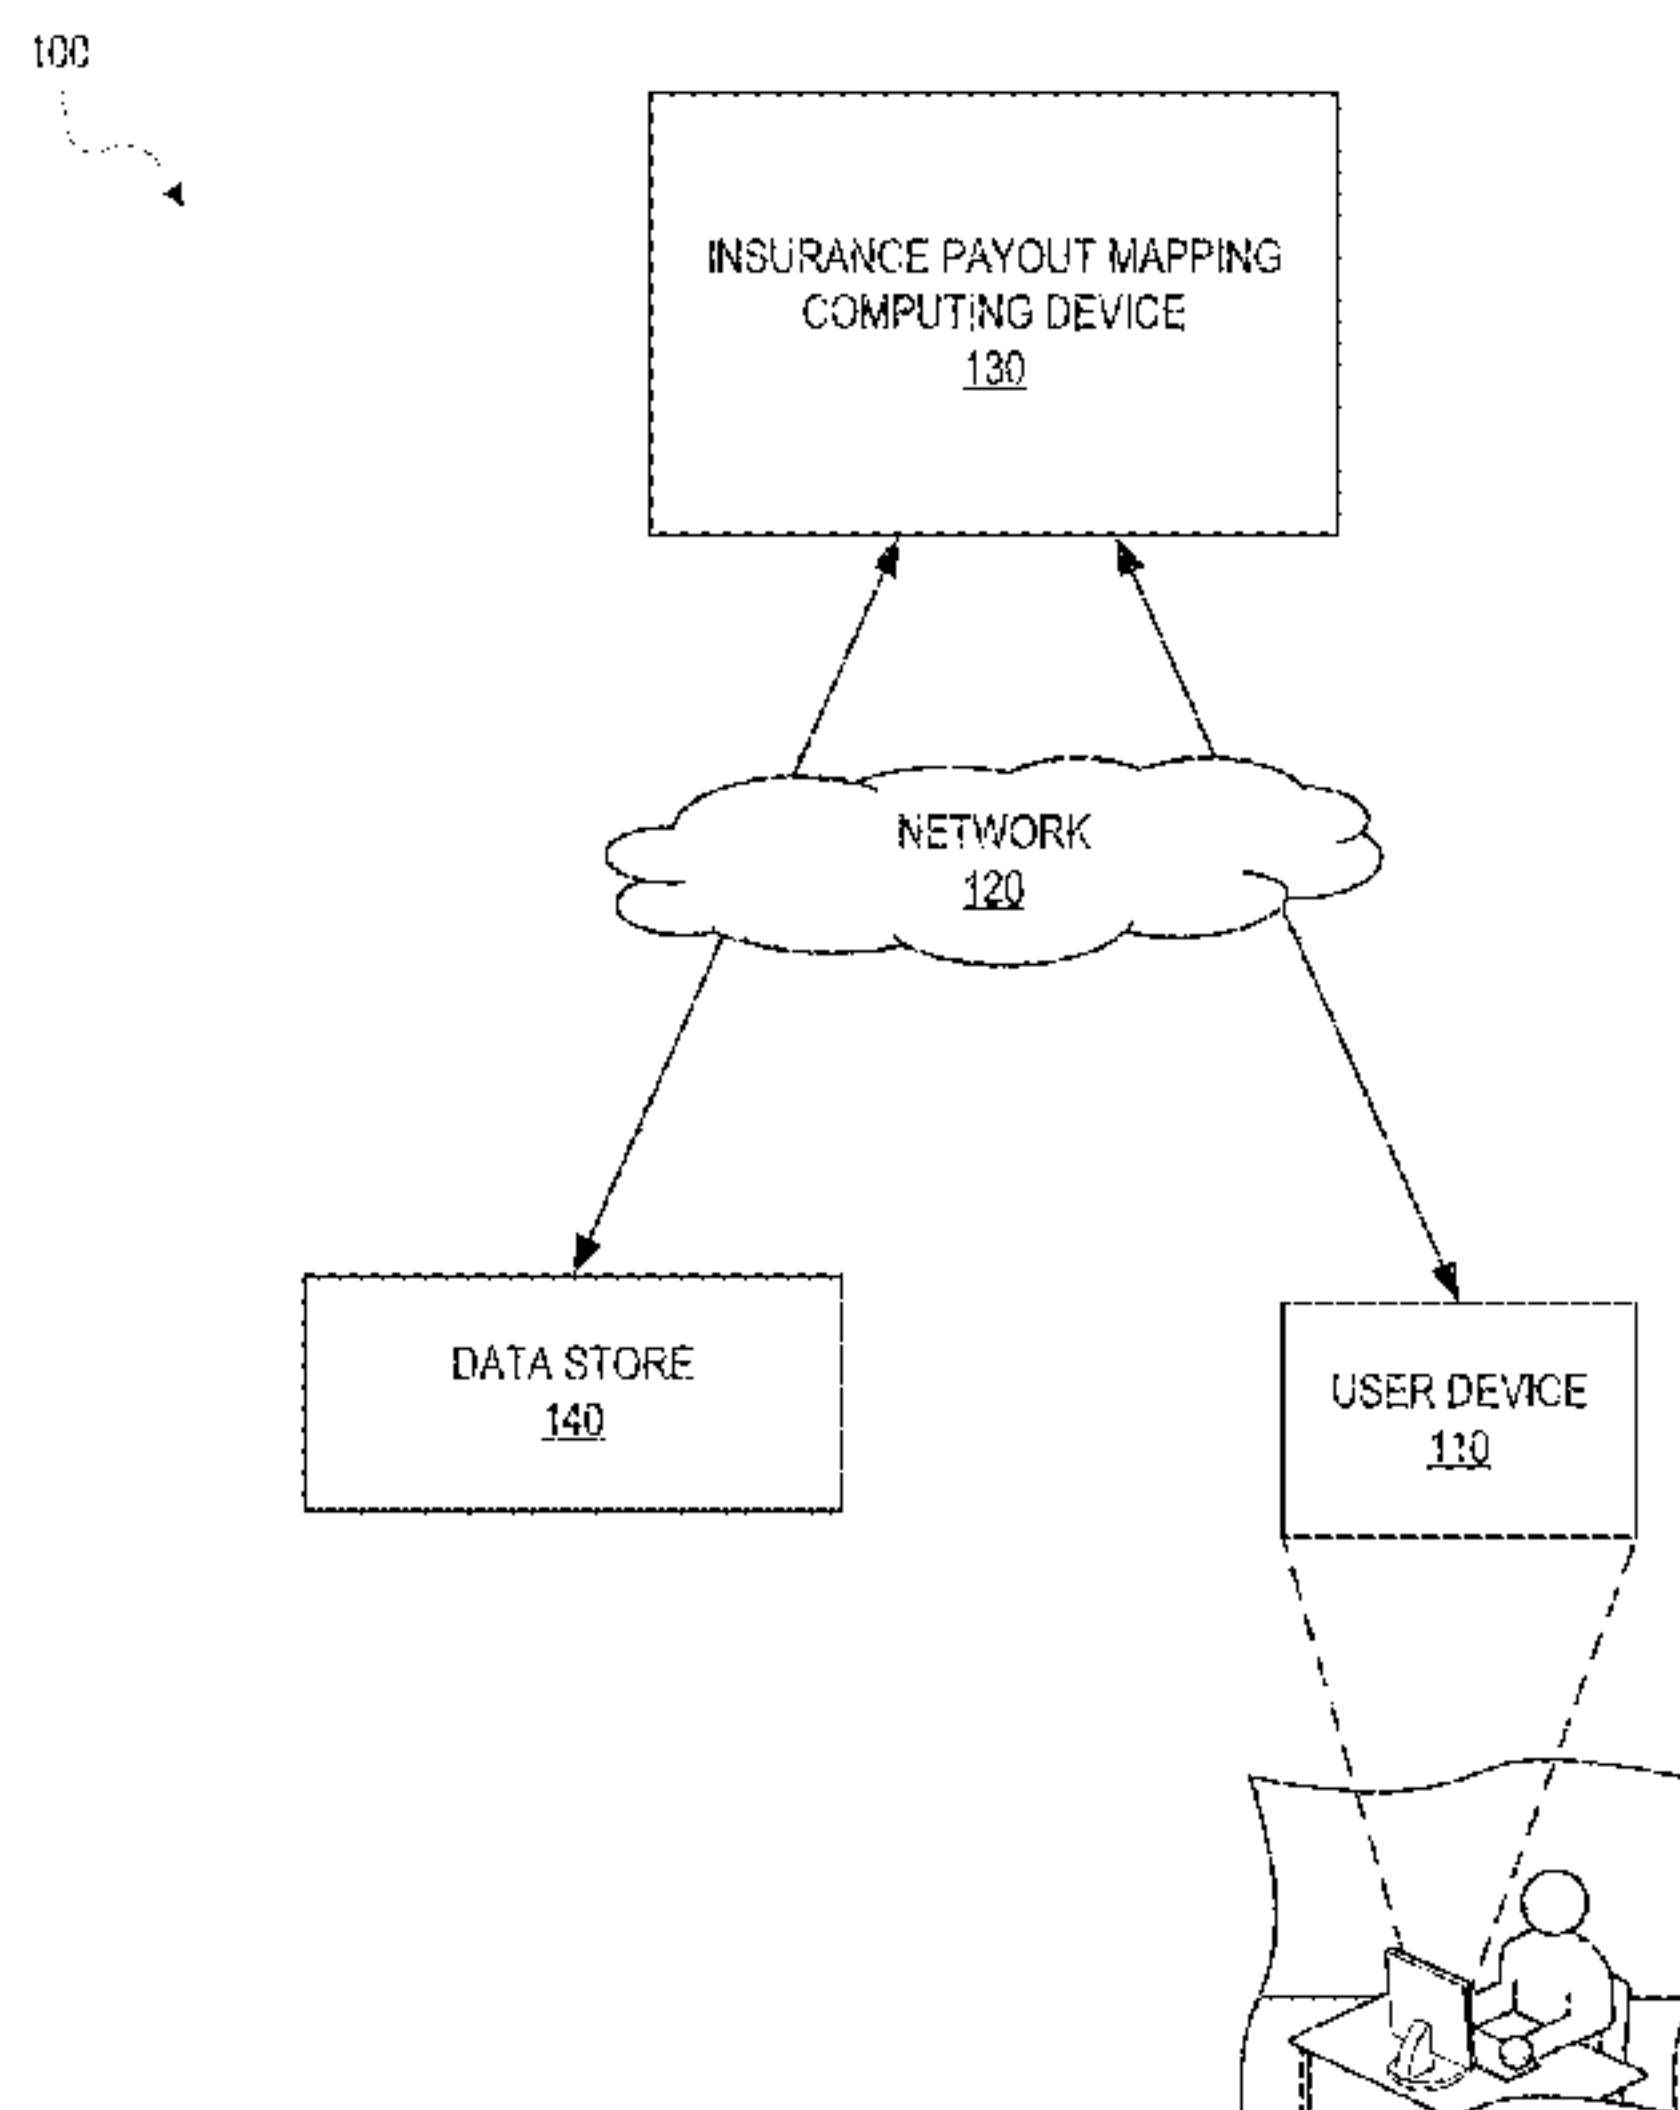 100
INSURANCE PAYOUT MAPPING
COMPUTING DEVICE
130
NETWORK
120
DATA STORE
140
USER DEVICE
110